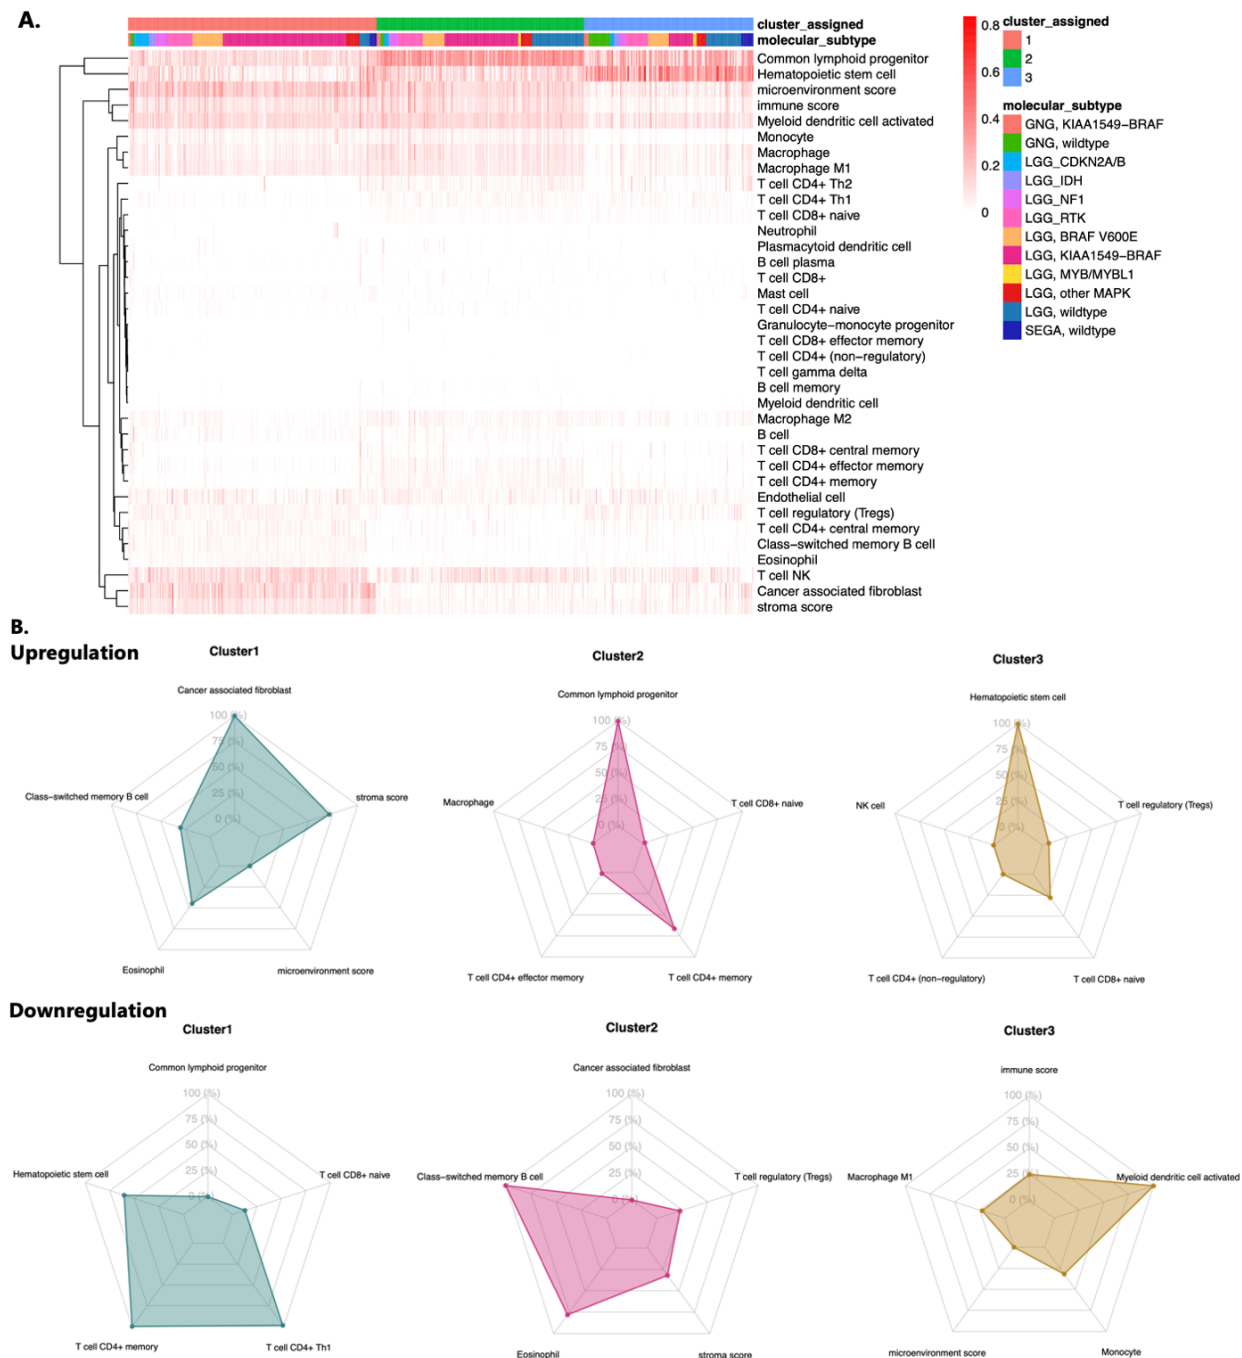 A.
cluster_assigned
molecular_subtype
Common lymphoid progenitor
Hematopoietic stem cell
microenvironment score
immune score
Myeloid dendritic cell activated
Monocyte
Macrophage
Macrophage M1
T cell CD4+ Th2
T cell CD4+ Th1
T cell CD8+ naive
Neutrophil
Plasmacytoid dendritic cell
B cell plasma
T cell CD8+
Mast cell
T cell CD4+ naive
Granulocyte−monocyte progenitor
T cell CD8+ effector memory
T cell CD4+ (non−regulatory)
T cell gamma delta
B cell memory
Myeloid dendritic cell
Macrophage M2
B cell
T cell CD8+ central memory
T cell CD4+ effector memory
T cell CD4+ memory
Endothelial cell
T cell regulatory (Tregs)
T cell CD4+ central memory
Class−switched memory B cell
Eosinophil
T cell NK
Cancer associated fibroblast
stroma score
0.8
0.6
0.4
0.2
0
cluster_assigned
1
2
3
molecular_subtype
GNG, KIAA1549−BRAF
GNG, wildtype
LGG_CDKN2A/B
LGG_IDH
LGG_NF1
LGG_RTK
LGG, BRAF V600E
LGG, KIAA1549−BRAF
LGG, MYB/MYBL1
LGG, other MAPK
LGG, wildtype
SEGA, wildtype
B.
Upregulation
Cluster1
Cancer associated fibroblast
100 (%)
75 (%)
50 (%)
25 (%)
0 (%)
Class−switched memory B cell
stroma score
Eosinophil
microenvironment score
Cluster2
Common lymphoid progenitor
100 (%)
75 (%)
50 (%)
25 (%)
0 (%)
Macrophage
T cell CD8+ naive
T cell CD4+ effector memory
T cell CD4+ memory
Cluster3
Hematopoietic stem cell
100 (%)
75 (%)
50 (%)
25 (%)
0 (%)
NK cell
T cell regulatory (Tregs)
T cell CD4+ (non−regulatory)
T cell CD8+ naive
Downregulation
Cluster1
Common lymphoid progenitor
100 (%)
75 (%)
50 (%)
25 (%)
0 (%)
Hematopoietic stem cell
T cell CD8+ naive
T cell CD4+ memory
T cell CD4+ Th1
Cluster2
Cancer associated fibroblast
100 (%)
75 (%)
50 (%)
25 (%)
0 (%)
Class−switched memory B cell
T cell regulatory (Tregs)
Eosinophil
stroma score
Cluster3
immune score
100 (%)
75 (%)
50 (%)
25 (%)
0 (%)
Macrophage M1
Myeloid dendritic cell activated
microenvironment score
Monocyte